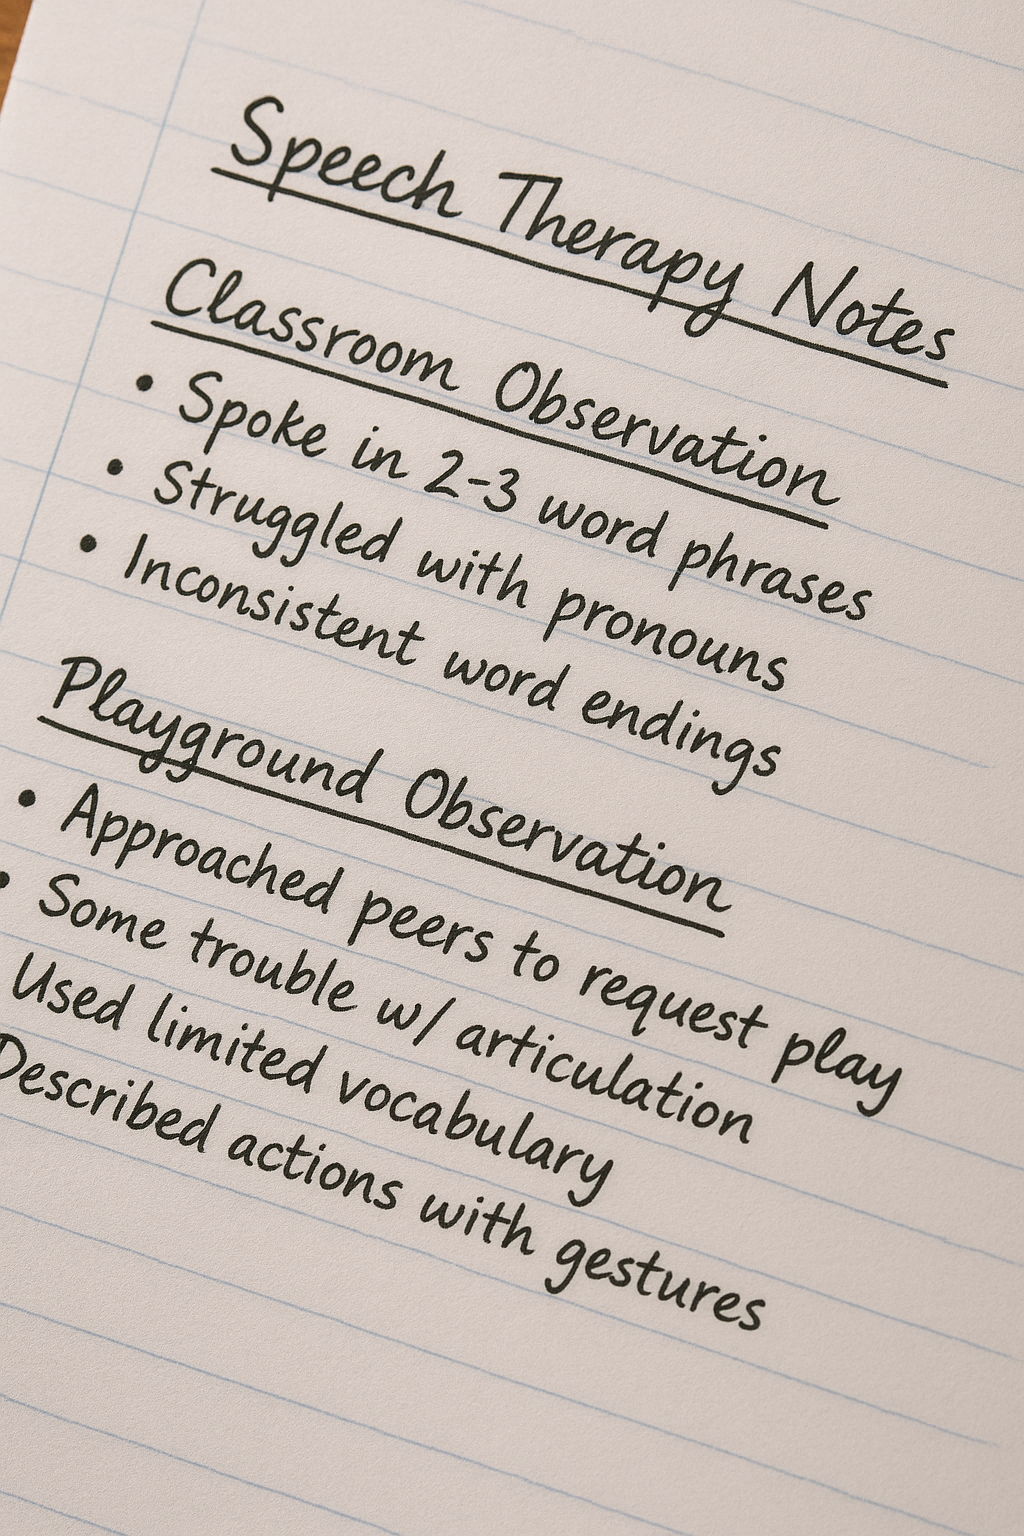 Speech Therapy Notes
Classroom Observation
• Spoke in 2-3 word phrases
• Struggled with pronouns
• Inconsistent word endings
Playground Observation
• Approached peers to request play
• Some trouble w/ articulation
Used limited vocabulary
Described actions with gestures